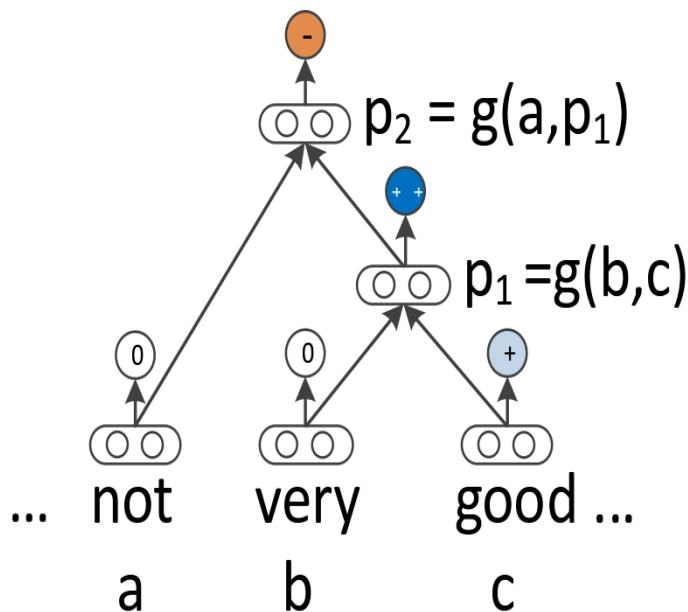 -
p₂ = g(a,p₁)
+ +
p₁ =g(b,c)
0 0 +
... not very good ...
a b c